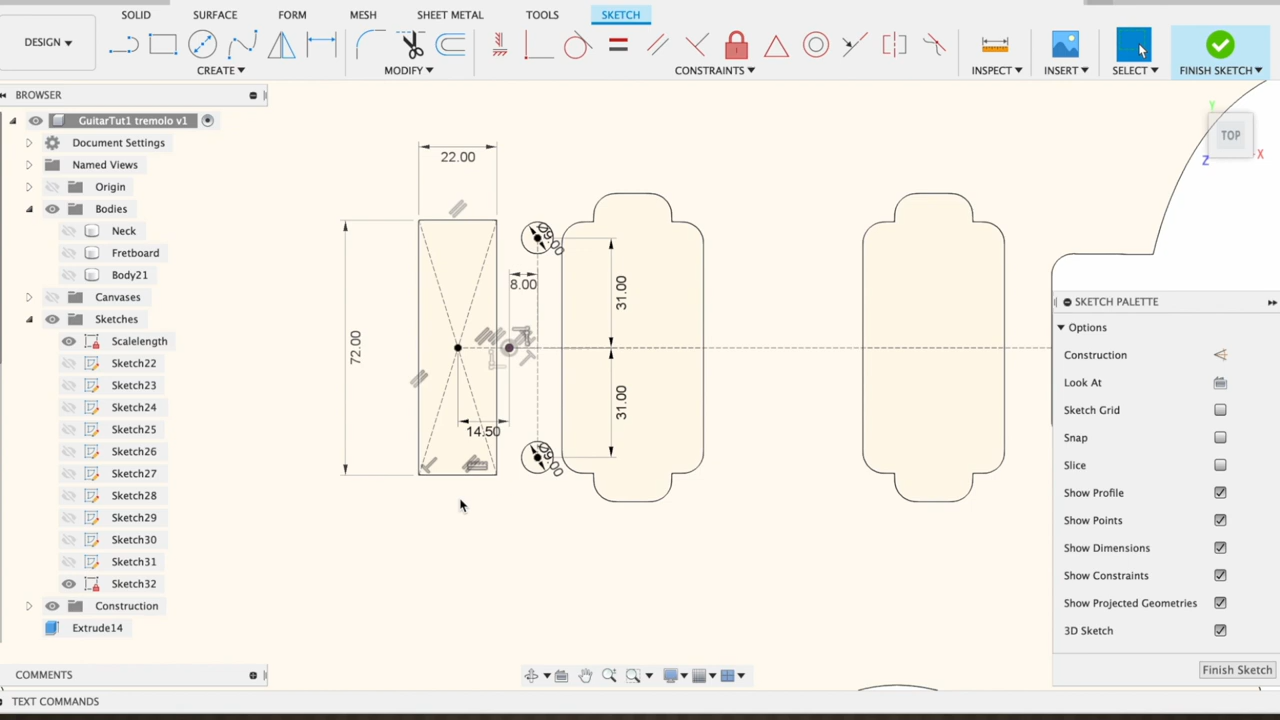 SOLID SURFACE FORM MESH SHEET METAL TOOLS SKETCH
DESIGN
CREATE MODIFY CONSTRAINTS INSPECT INSERT SELECT FINISH SKETCH
BROWSER
GuitarTut1 tremolo v1
Document Settings
Named Views
Origin
Bodies
Neck
Fretboard
Body21
Canvases
Sketches
Scalelength
Sketch22
Sketch23
Sketch24
Sketch25
Sketch26
Sketch27
Sketch28
Sketch29
Sketch30
Sketch31
Sketch32
Construction
Extrude14
22.00
72.00
Ø9.00
8.00
31.00
31.00
14.50
Ø9.00
Y
TOP
X
Z
SKETCH PALETTE
Options
Construction
Look At
Sketch Grid
Snap
Slice
Show Profile
Show Points
Show Dimensions
Show Constraints
Show Projected Geometries
3D Sketch
Finish Sketch
COMMENTS
TEXT COMMANDS